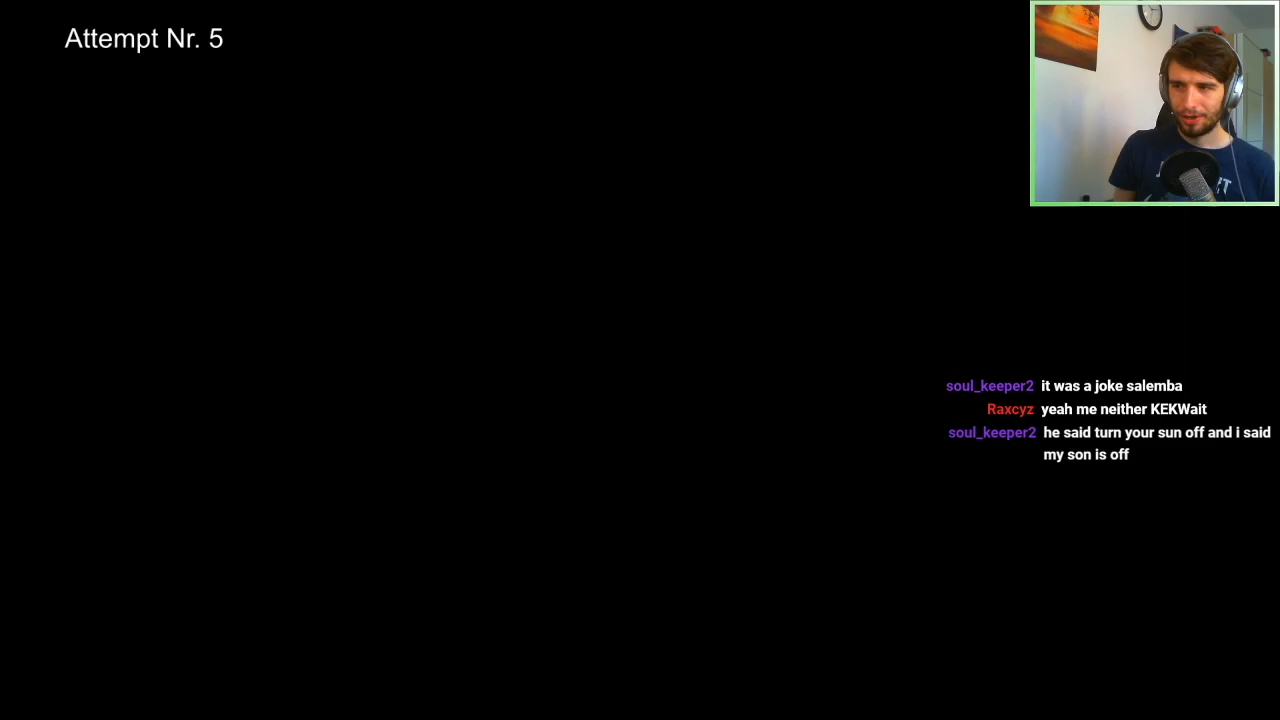 Attempt Nr. 5
soul_keeper2 it was a joke salemba
Raxcyz yeah me neither KEKWait
soul_keeper2 he said turn your sun off and i said
my son is off